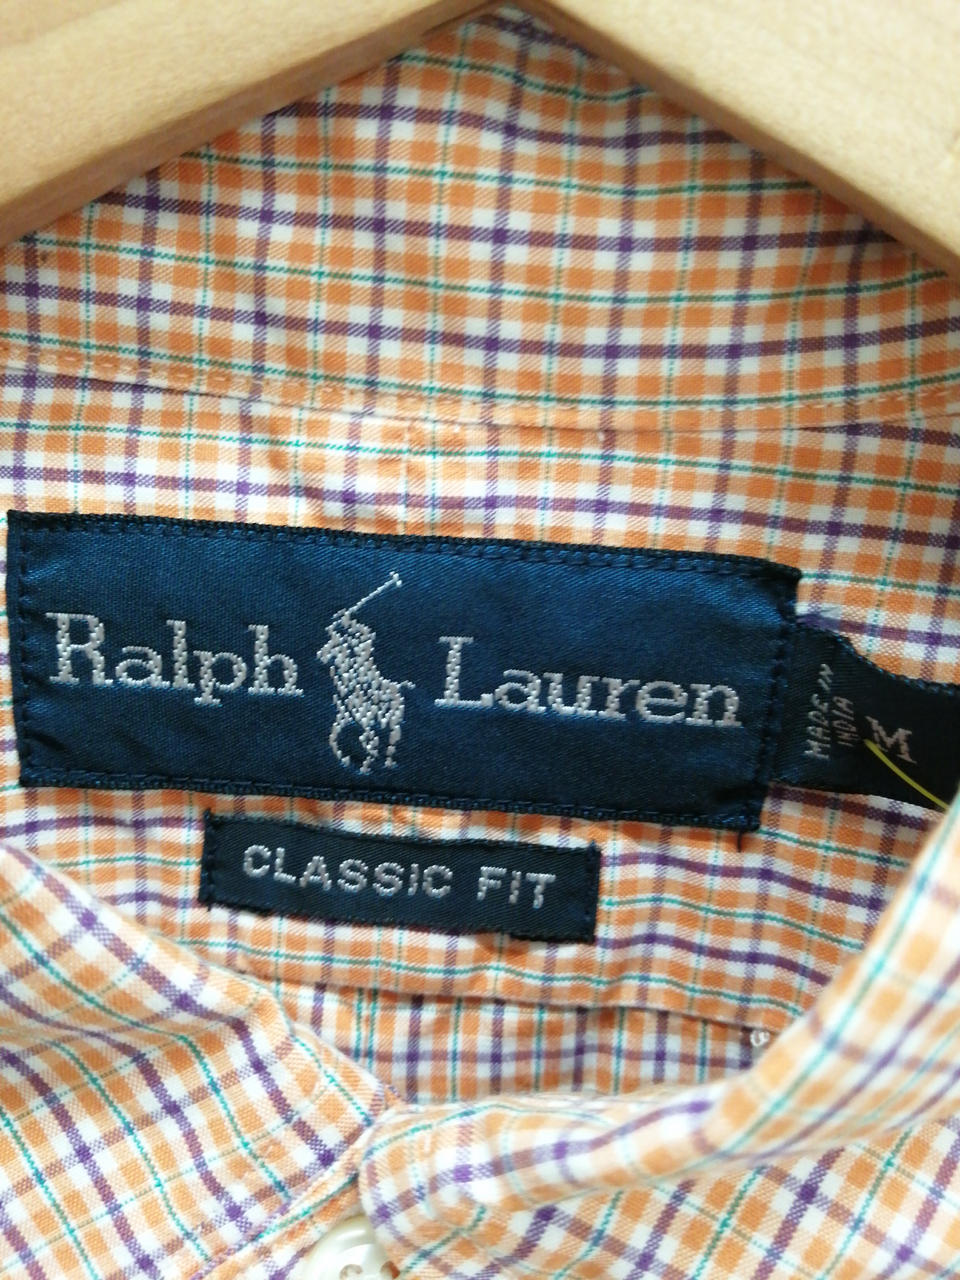 Ralph Lauren
MADE IN
INDIA
M
CLASSIC FIT